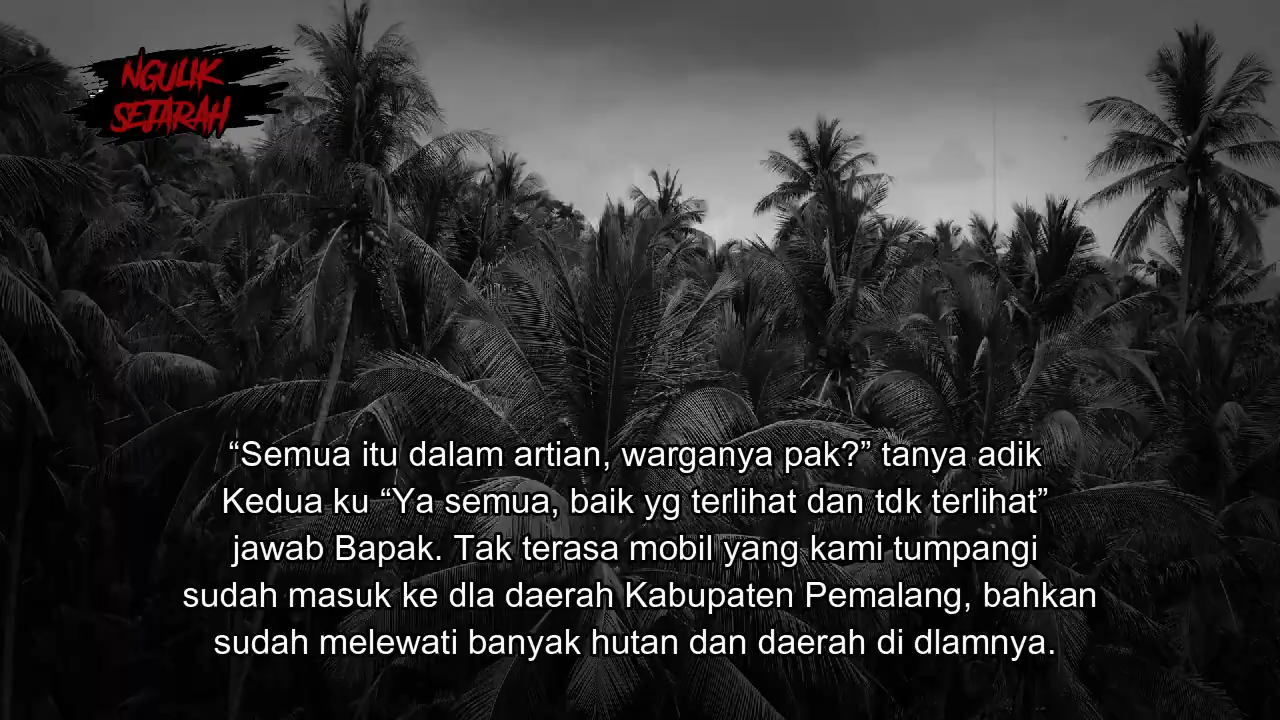 NGULIK
SEJARAH
“Semua itu dalam artian, warganya pak?” tanya adik
Kedua ku “Ya semua, baik yg terlihat dan tdk terlihat”
jawab Bapak. Tak terasa mobil yang kami tumpangi
sudah masuk ke dla daerah Kabupaten Pemalang, bahkan
sudah melewati banyak hutan dan daerah di dlamnya.